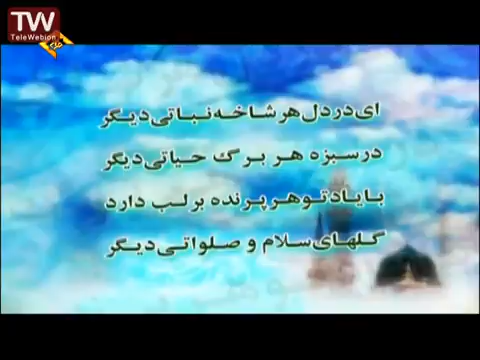 TW
TeleWebion
ای در دل هر شاخه نباتی دیگر
در سبزه هر برگ حیاتی دیگر
با یاد تو هر پرنده بر لب دارد
گلهای سلام و صلواتی دیگر